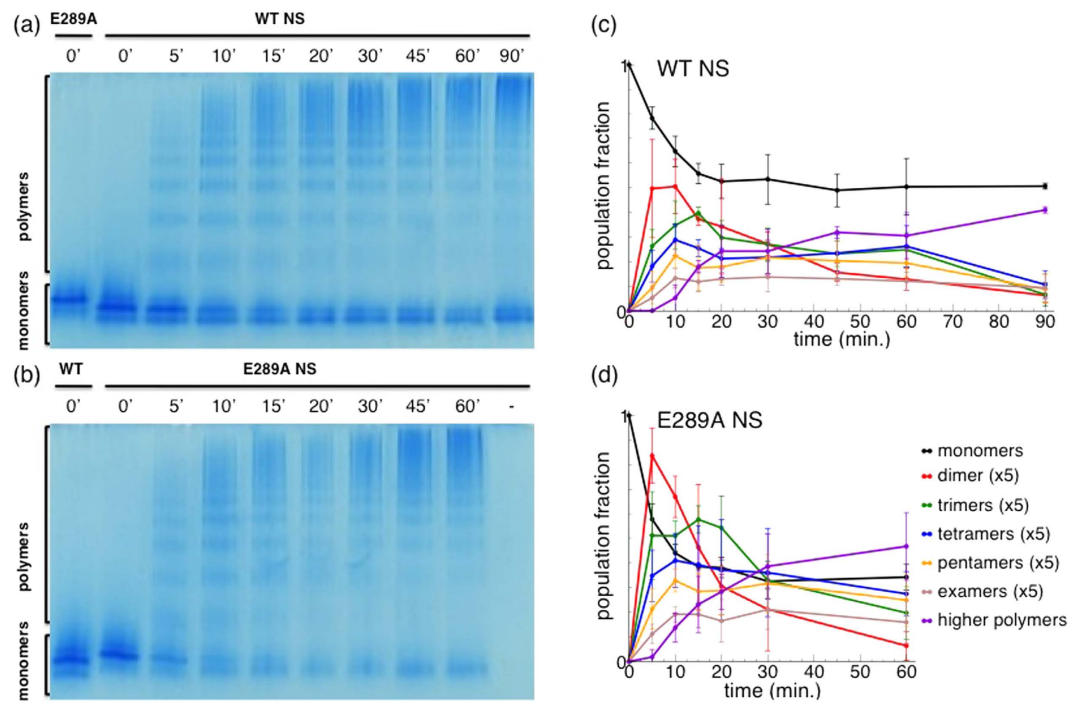 (a)
E289A WT NS
0’ 0’ 5’ 10’ 15’ 20’ 30’ 45’ 60’ 90’
polymers
monomers
(b)
WT E289A NS
0’ 0’ 5’ 10’ 15’ 20’ 30’ 45’ 60’ -
polymers
monomers
(c)
WT NS
1
population fraction
0
0 10 20 30 40 50 60 70 80 90
time (min.)
(d)
E289A NS
1
population fraction
0
0 10 20 30 40 50 60
time (min.)
monomers
dimer (x5)
trimers (x5)
tetramers (x5)
pentamers (x5)
examers (x5)
higher polymers